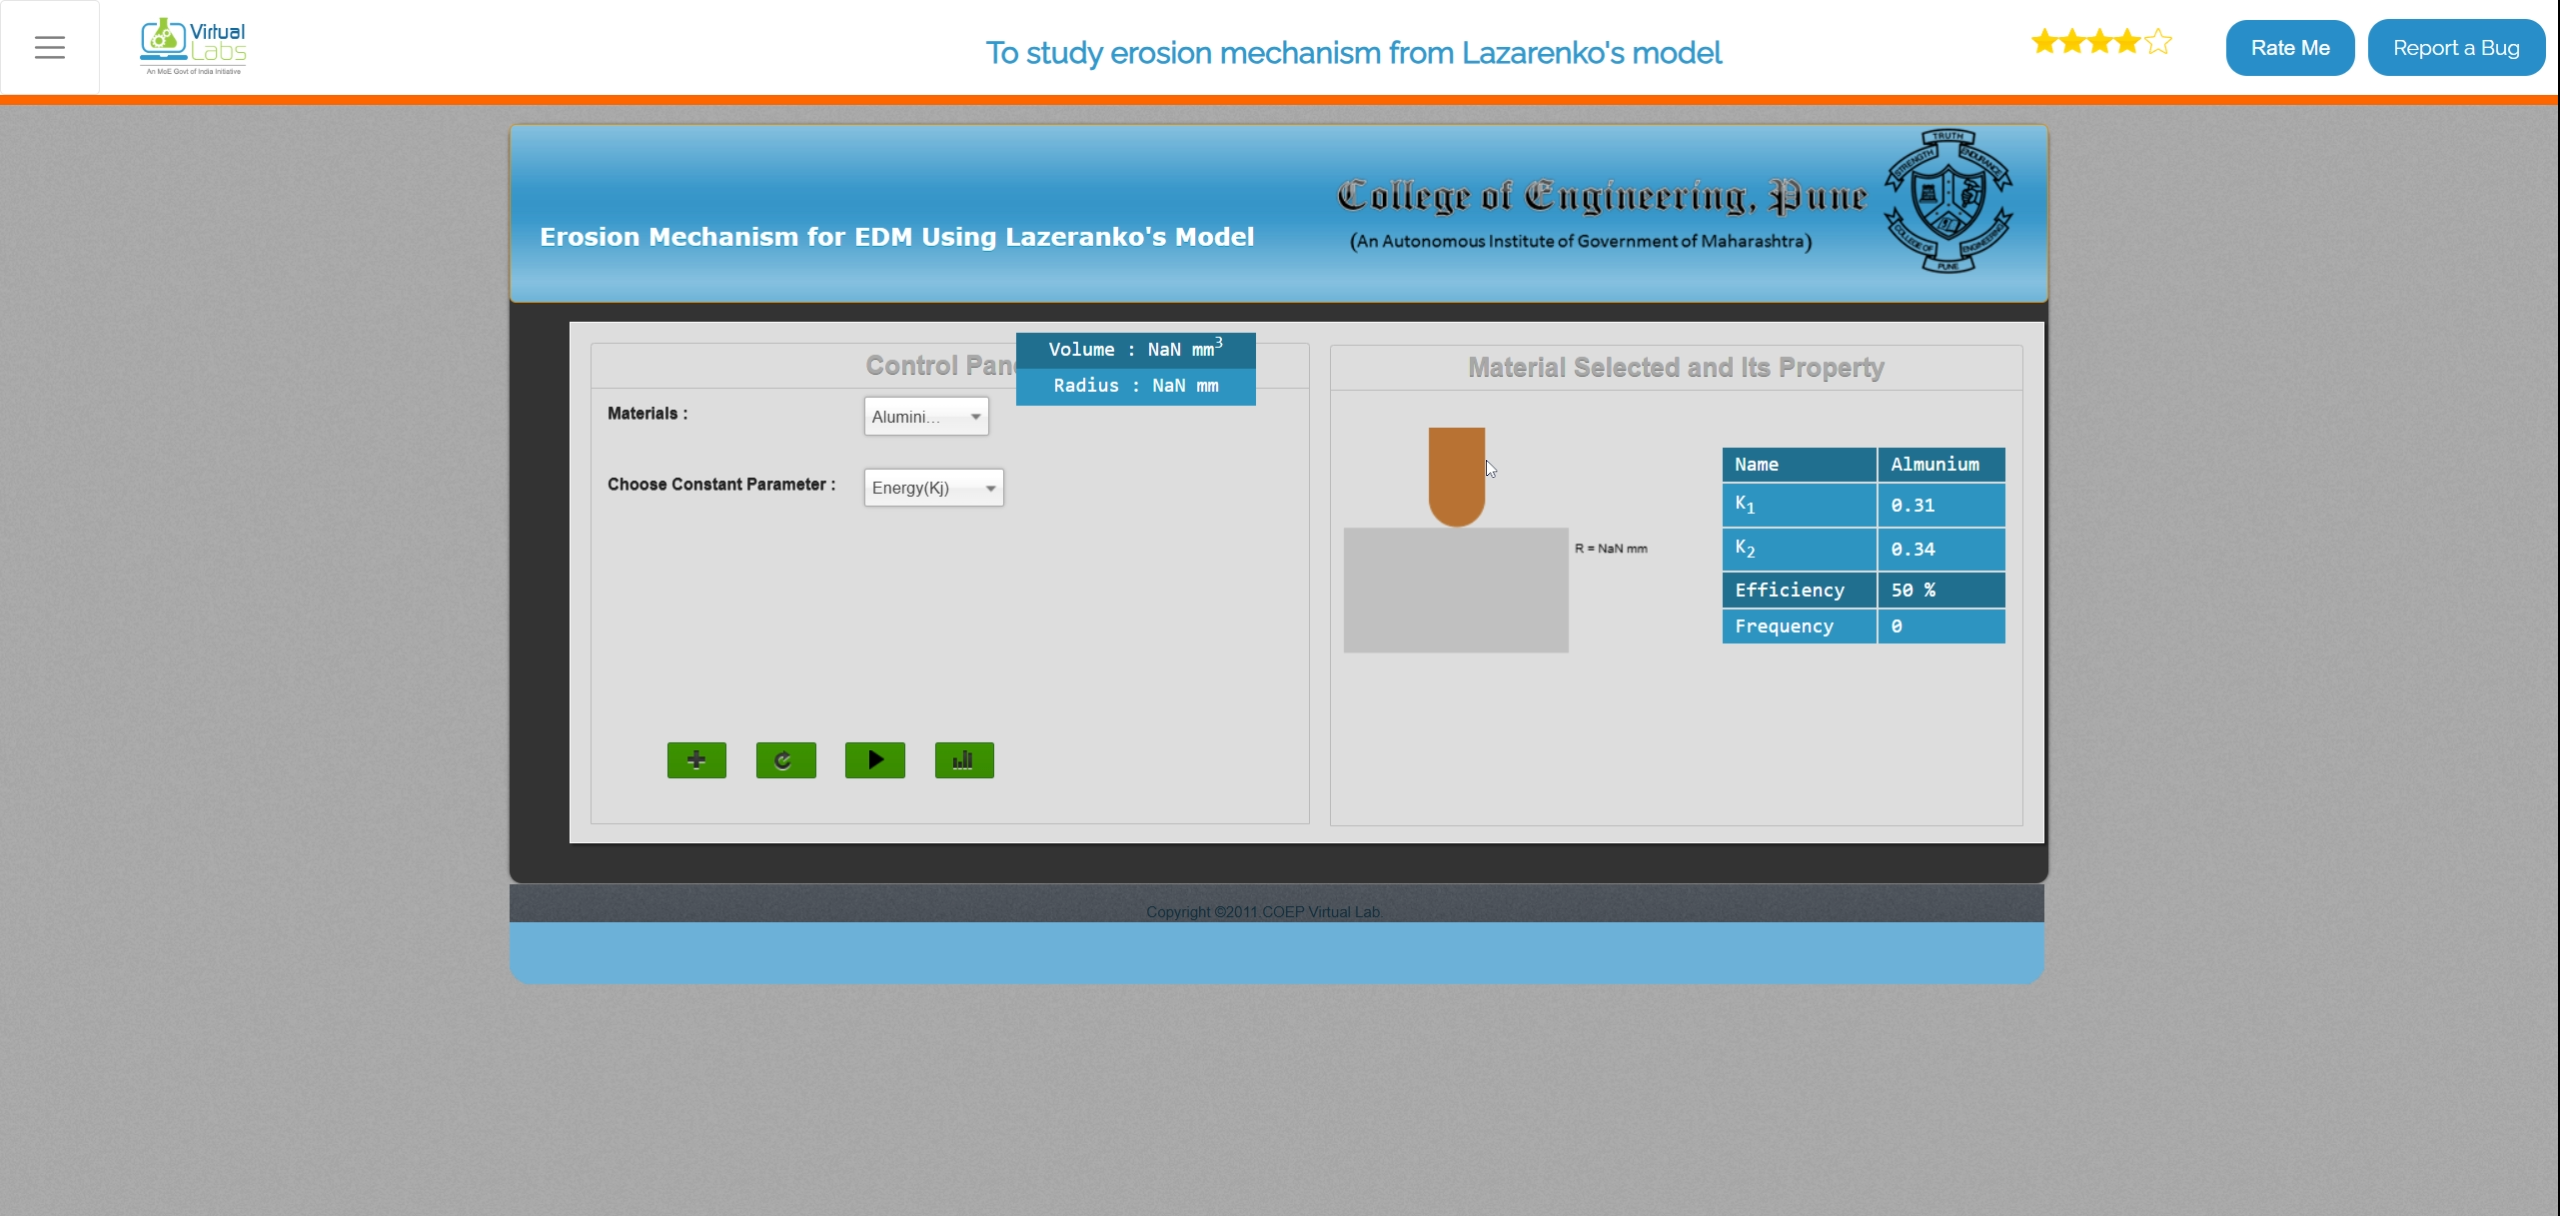 Virtual
Labs
An MoE Govt of India Initiative
To study erosion mechanism from Lazarenko's model
Rate Me
Report a Bug
Erosion Mechanism for EDM Using Lazeranko's Model
College of Engineering, Pune
(An Autonomous Institute of Government of Maharashtra)
TRUTH
STRENGTH
ENDURANCE
COLLEGE OF
ENGINEERING
PUNE
Control Pan
Volume : NaN mm3
Radius : NaN mm
Materials :
Alumini...
Choose Constant Parameter :
Energy(Kj)
Material Selected and Its Property
R = NaN mm
Name Almunium
K1 0.31
K2 0.34
Efficiency 50 %
Frequency 0
Copyright ©2011 COEP Virtual Lab.